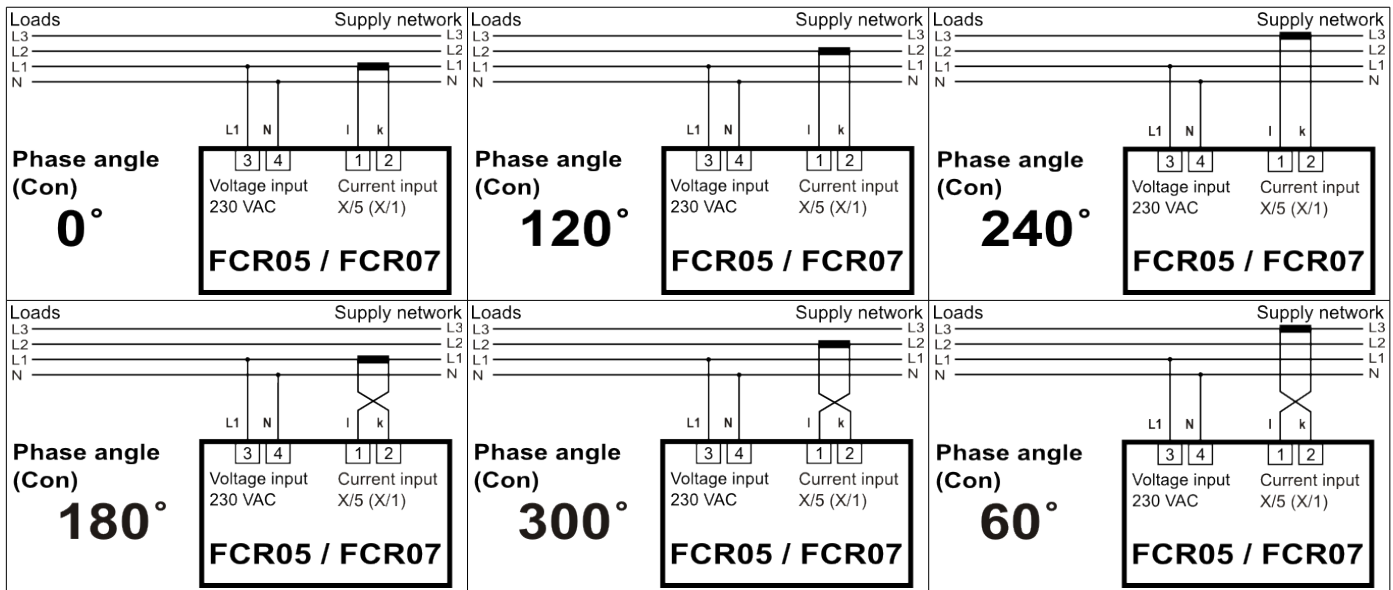 Loads Supply network
L3 L3
L2 L2
L1 L1
N N
L1 N l k
Phase angle
(Con)
0°
3 4 1 2
Voltage input Current input
230 VAC X/5 (X/1)
FCR05 / FCR07
Loads Supply network
L3 L3
L2 L2
L1 L1
N N
L1 N l k
Phase angle
(Con)
120°
3 4 1 2
Voltage input Current input
230 VAC X/5 (X/1)
FCR05 / FCR07
Loads Supply network
L3 L3
L2 L2
L1 L1
N N
L1 N l k
Phase angle
(Con)
240°
3 4 1 2
Voltage input Current input
230 VAC X/5 (X/1)
FCR05 / FCR07
Loads Supply network
L3 L3
L2 L2
L1 L1
N N
L1 N l k
Phase angle
(Con)
180°
3 4 1 2
Voltage input Current input
230 VAC X/5 (X/1)
FCR05 / FCR07
Loads Supply network
L3 L3
L2 L2
L1 L1
N N
L1 N l k
Phase angle
(Con)
300°
3 4 1 2
Voltage input Current input
230 VAC X/5 (X/1)
FCR05 / FCR07
Loads Supply network
L3 L3
L2 L2
L1 L1
N N
L1 N l k
Phase angle
(Con)
60°
3 4 1 2
Voltage input Current input
230 VAC X/5 (X/1)
FCR05 / FCR07